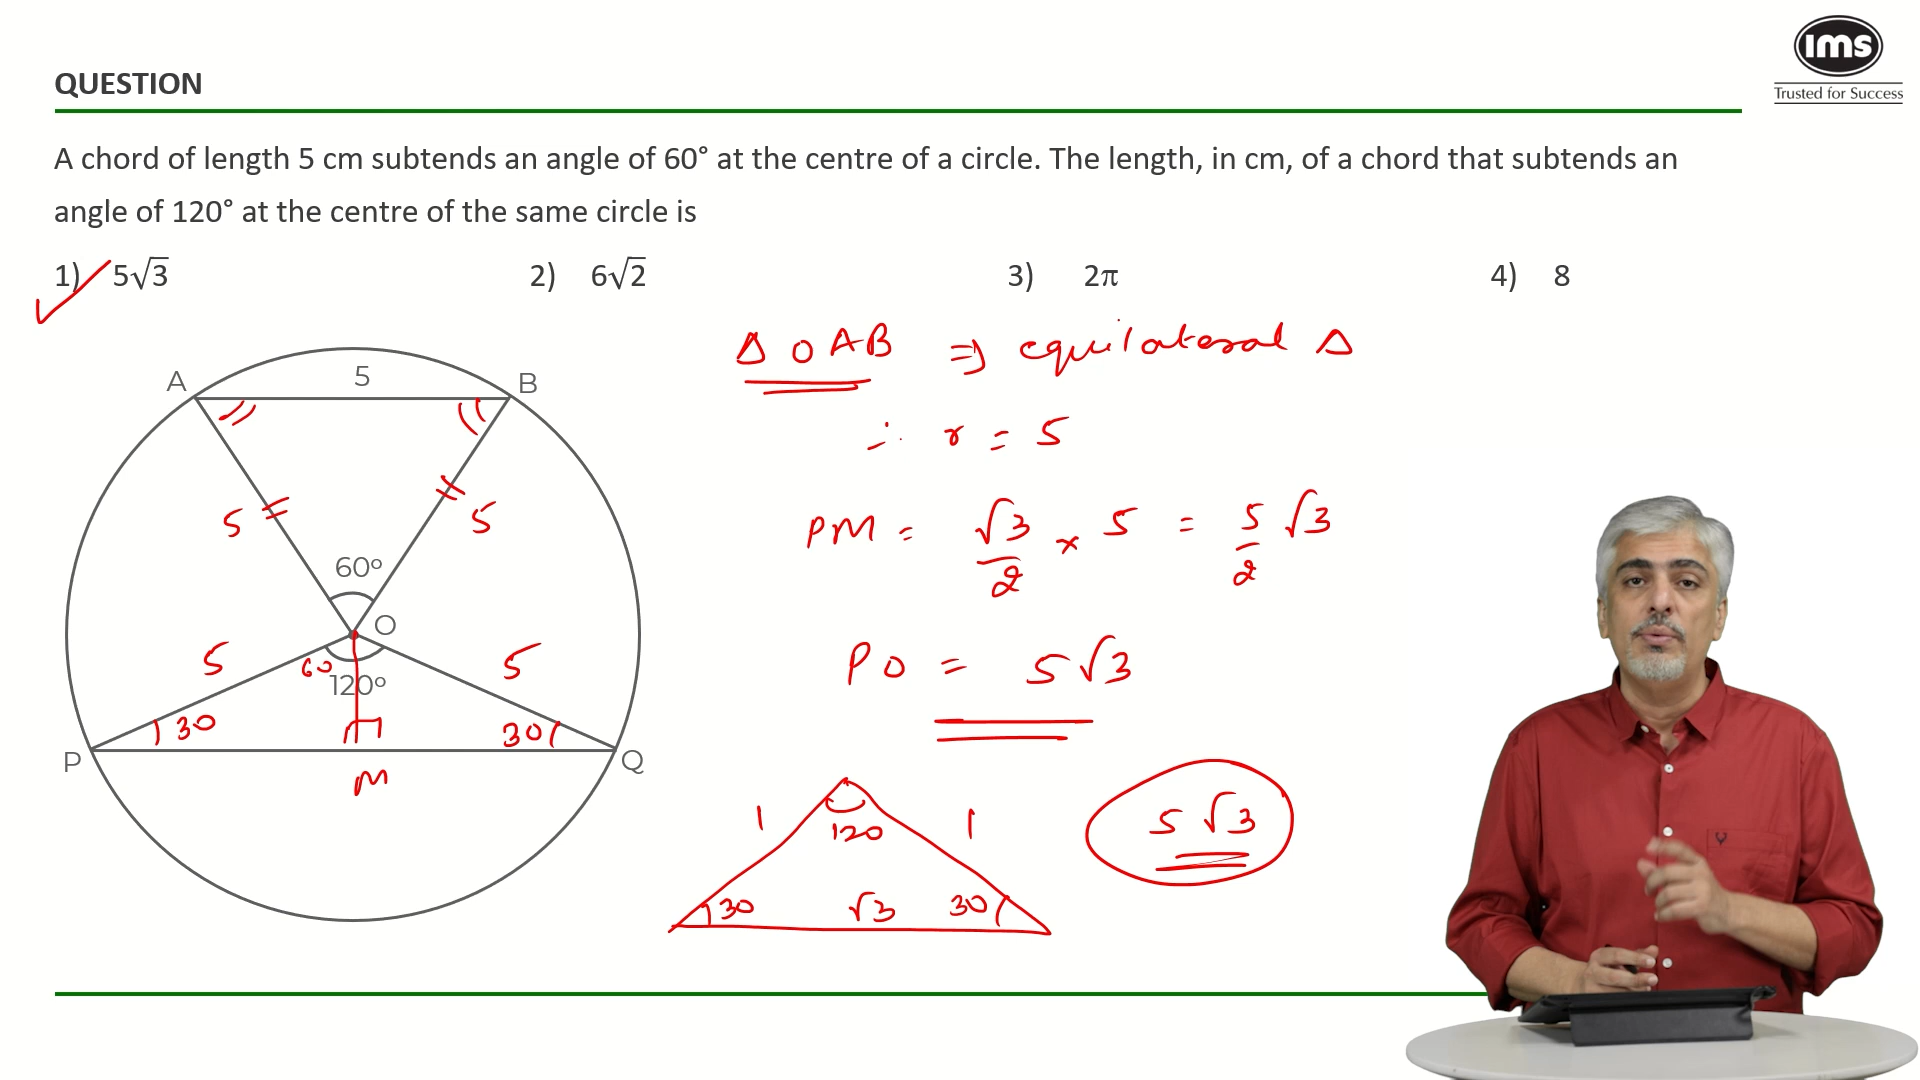 ims
Trusted for Success
QUESTION
A chord of length 5 cm subtends an angle of 60° at the centre of a circle. The length, in cm, of a chord that subtends an
angle of 120° at the centre of the same circle is
1) 5√3 2) 6√2 3) 2π 4) 8
A 5 B
5 5
60°
O
5 60 5
120°
30 30
P Q
M
Δ OAB ⇒ equilateral Δ
∴ r = 5
PM = √3/2 × 5 = 5/2 √3
PO = 5√3
1 120 1
30 √3 30
5√3